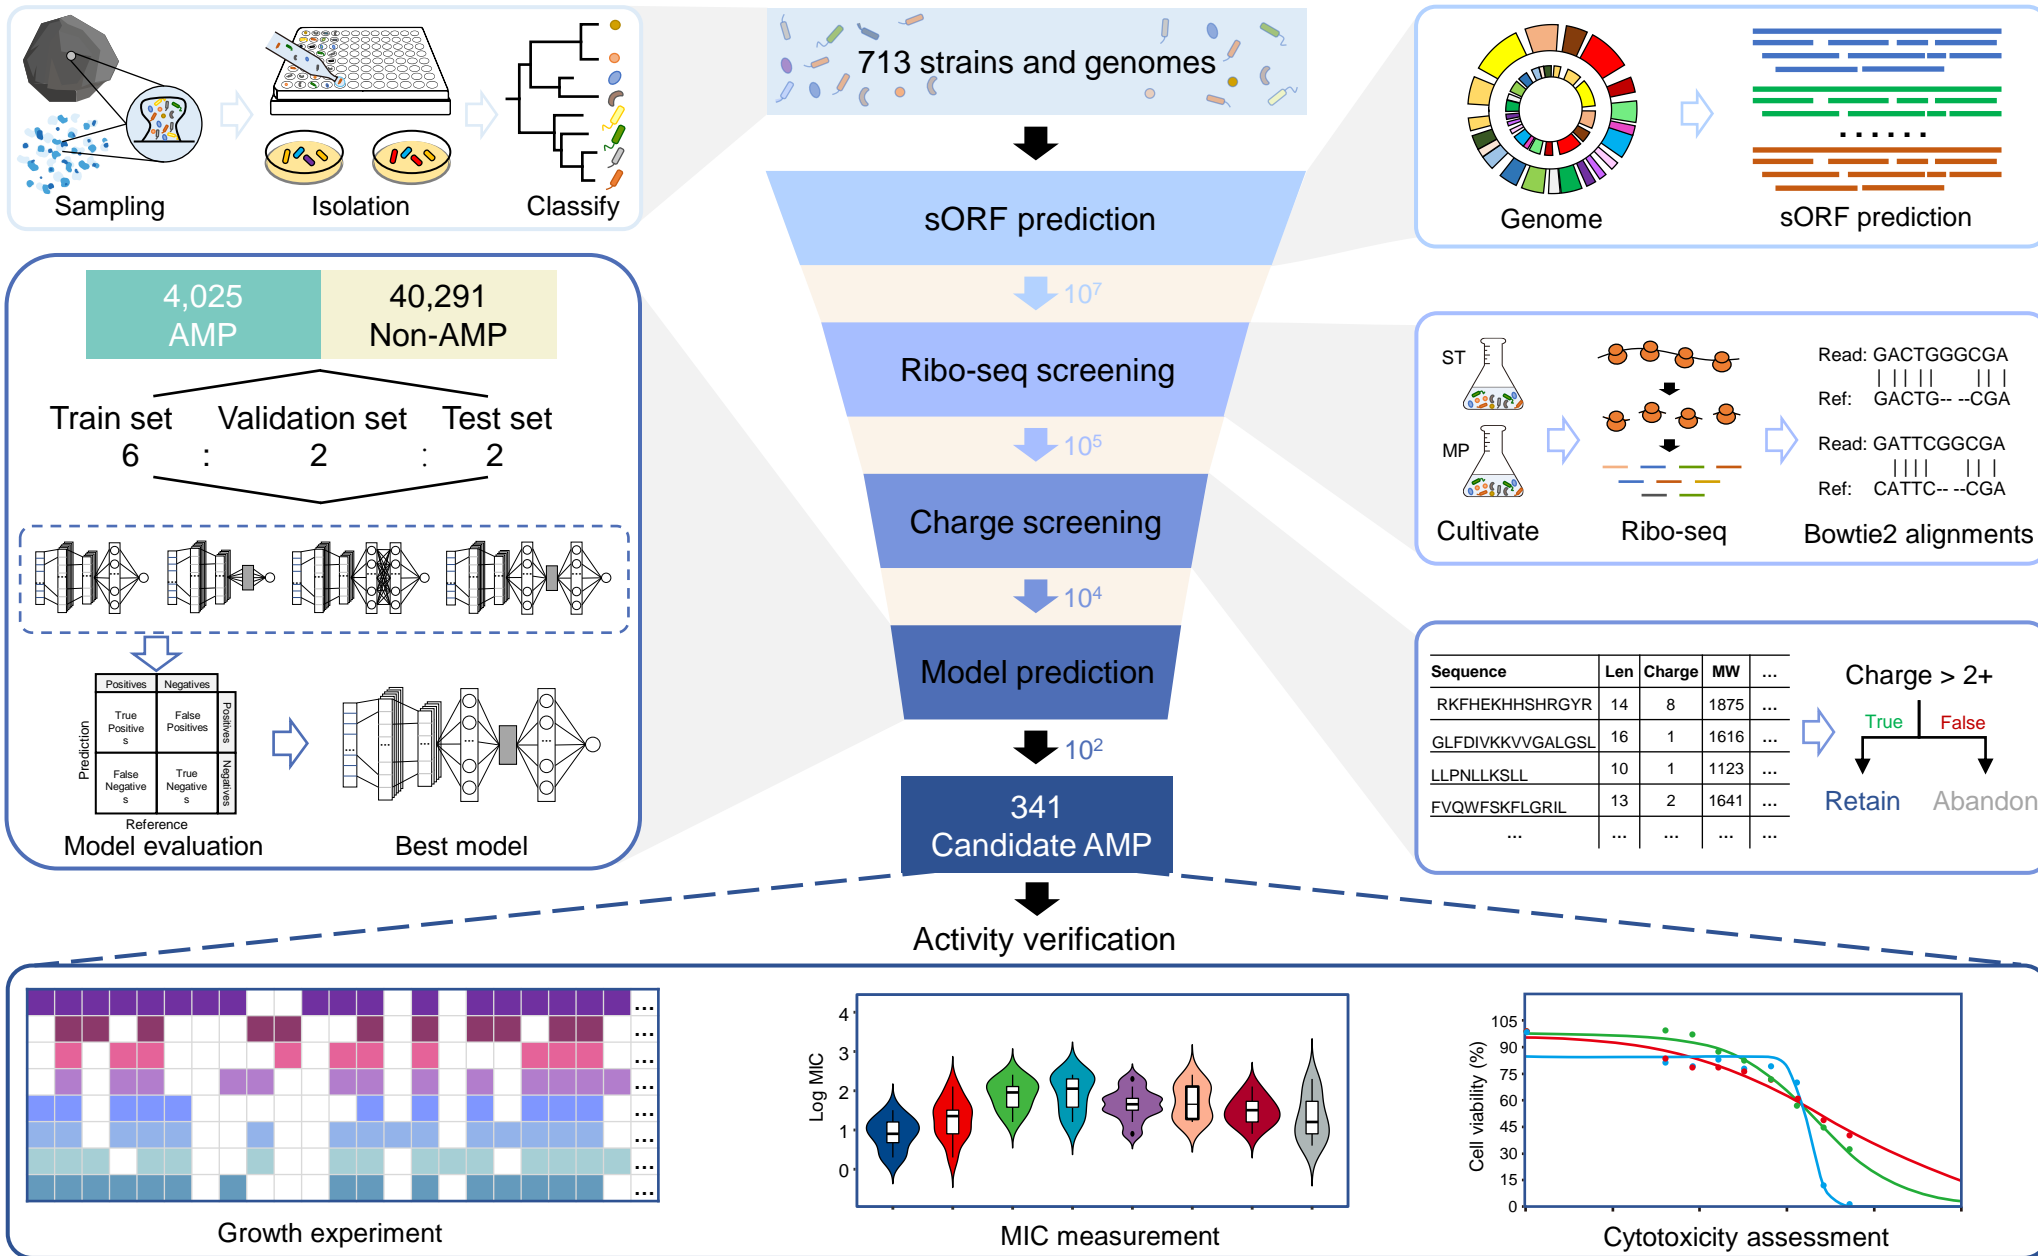 Sampling
Isolation
Classify
713 strains and genomes
Genome
sORF prediction
......
sORF prediction
10⁷
Ribo-seq screening
10⁵
Charge screening
10⁴
Model prediction
10²
341
Candidate AMP
Activity verification
4,025
AMP
40,291
Non-AMP
Train set
Validation set
Test set
6 : 2 : 2
Positives
Negatives
True
Positive
s
False
Positives
Positives
False
Negative
s
True
Negative
s
Negatives
Prediction
Reference
Model evaluation
Best model
ST
MP
Cultivate
Ribo-seq
Read: GACTGGGCGA
Ref: GACTG-- --CGA
Read: GATTCGGCGA
Ref: CATTC-- --CGA
Bowtie2 alignments
Sequence Len Charge MW ...
RKFHEKHHSHRGYR 14 8 1875 ...
GLFDIVKKVVGALGSL 16 1 1616 ...
LLPNLLKSLL 10 1 1123 ...
FVQWFSKFLGRIL 13 2 1641 ...
... ... ... ... ...
Charge > 2+
True
False
Retain
Abandon
...
...
...
...
...
...
...
...
Growth experiment
Log MIC
4
3
2
1
0
MIC measurement
Cell viability (%)
105
90
75
60
45
30
15
0
Cytotoxicity assessment